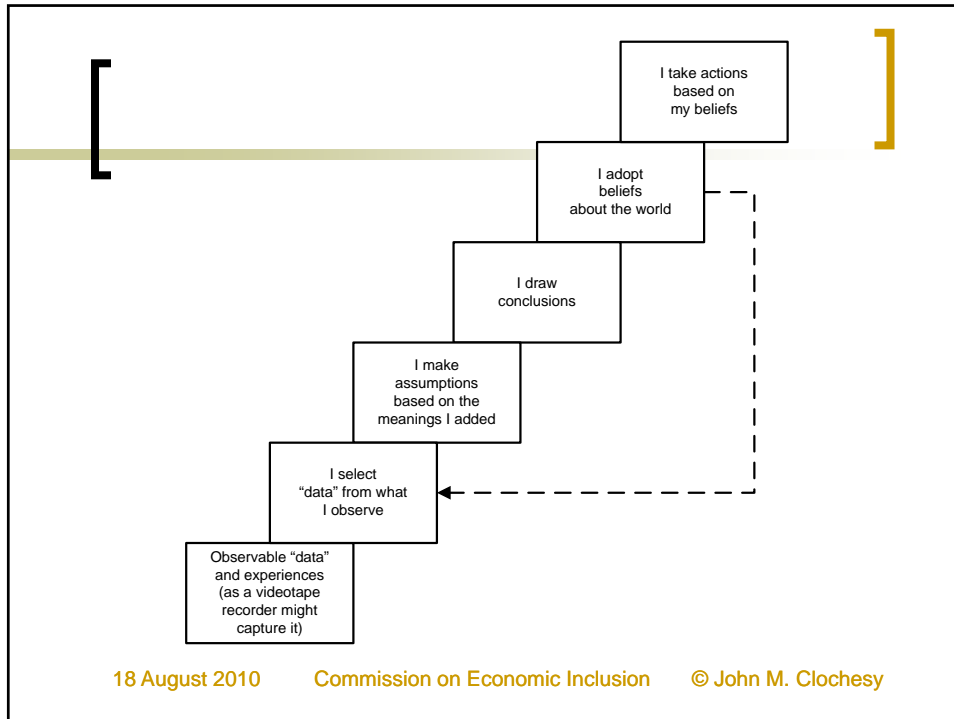 I take actions
based on
my beliefs
I adopt
beliefs
about the world
I draw
conclusions
I make
assumptions
based on the
meanings I added
I select
“data” from what
I observe
Observable “data”
and experiences
(as a videotape
recorder might
capture it)
18 August 2010 Commission on Economic Inclusion © John M. Clochesy